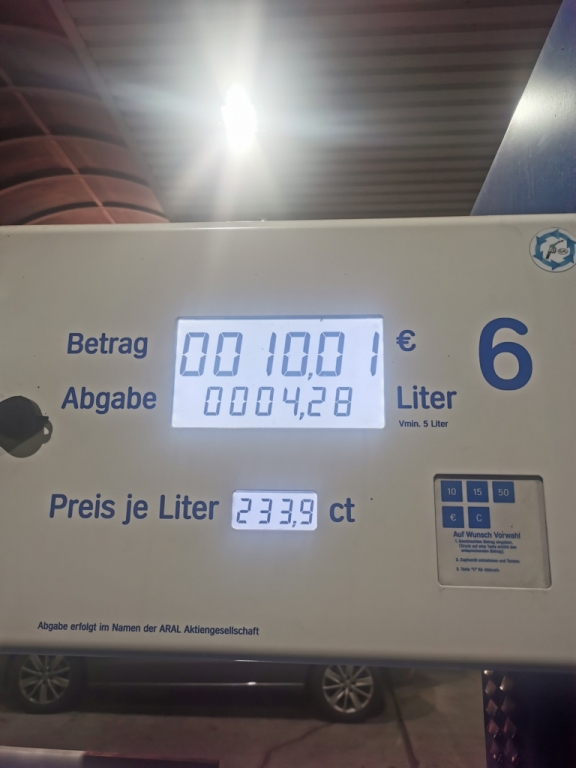 Betrag 0010,01 €
6
Abgabe 0004,28 Liter
Vmin. 5 Liter
Preis je Liter 233,9 ct
10 15 50
€ C
Auf Wunsch Vorwahl
Abgabe erfolgt im Namen der ARAL Aktiengesellschaft